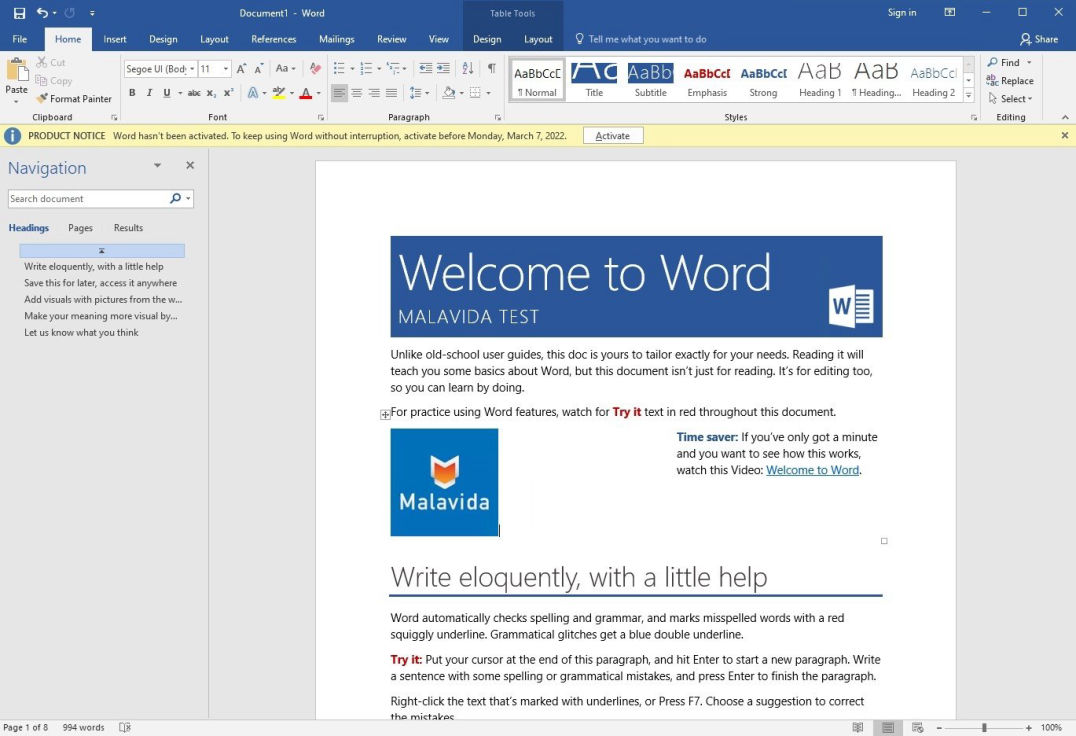 Document1 - Word
Table Tools
Sign in
File Home Insert Design Layout References Mailings Review View Design Layout Tell me what you want to do Share
Paste
Cut
Copy
Format Painter
Clipboard
Segoe UI (Body 11
Aa
B I U abc X₂ X²
A A
Font
Paragraph
AaBbCcD AaBb AaBbCcD AaBbCcD AaB AaB AaBbCcD
¶ Normal Title Subtitle Emphasis Strong Heading 1 ¶ Heading... Heading 2
Styles
Find
Replace
Select
Editing
PRODUCT NOTICE Word hasn't been activated. To keep using Word without interruption, activate before Monday, March 7, 2022. Activate
Navigation
Search document
Headings Pages Results
Write eloquently, with a little help
Save this for later, access it anywhere
Add visuals with pictures from the w...
Make your meaning more visual by...
Let us know what you think
Welcome to Word
MALAVIDA TEST
W
Unlike old-school user guides, this doc is yours to tailor exactly for your needs. Reading it will
teach you some basics about Word, but this document isn't just for reading. It's for editing too,
so you can learn by doing.
For practice using Word features, watch for Try it text in red throughout this document.
Malavida
Time saver: If you've only got a minute
and you want to see how this works,
watch this Video: Welcome to Word.
Write eloquently, with a little help
Word automatically checks spelling and grammar, and marks misspelled words with a red
squiggly underline. Grammatical glitches get a blue double underline.
Try it: Put your cursor at the end of this paragraph, and hit Enter to start a new paragraph. Write
a sentence with some spelling or grammatical mistakes, and press Enter to finish the paragraph.
Right-click the text that's marked with underlines, or Press F7. Choose a suggestion to correct
the mistakes.
Page 1 of 8 994 words
100%